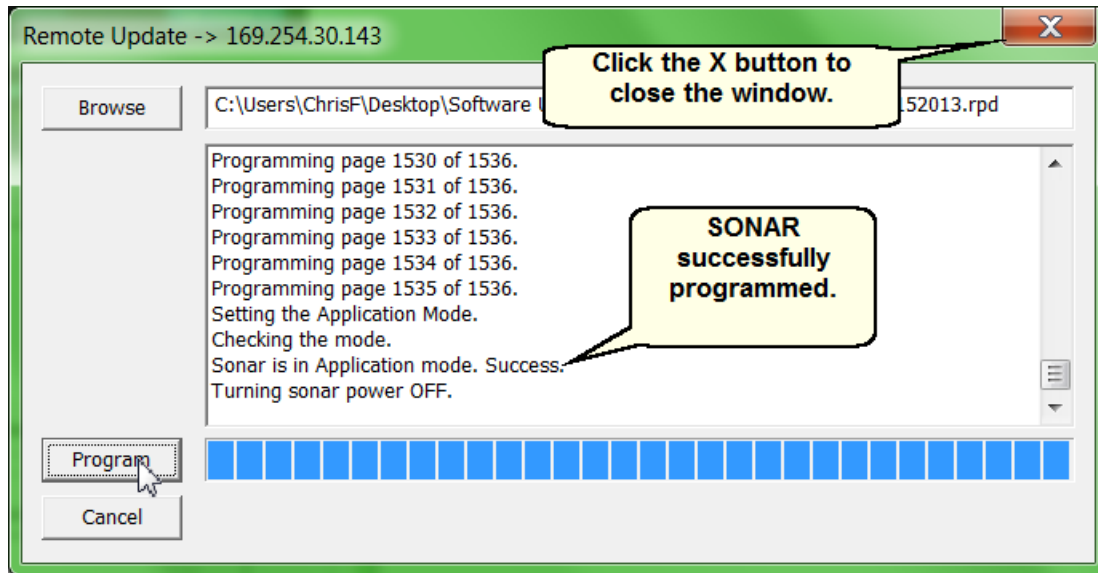 Remote Update -> 169.254.30.143
X
Click the X button to
close the window.
Browse
C:\Users\ChrisF\Desktop\Software U
152013.rpd
Programming page 1530 of 1536.
Programming page 1531 of 1536.
Programming page 1532 of 1536.
Programming page 1533 of 1536.
Programming page 1534 of 1536.
Programming page 1535 of 1536.
Setting the Application Mode.
Checking the mode.
Sonar is in Application mode. Success.
Turning sonar power OFF.
SONAR
successfully
programmed.
Program
Cancel